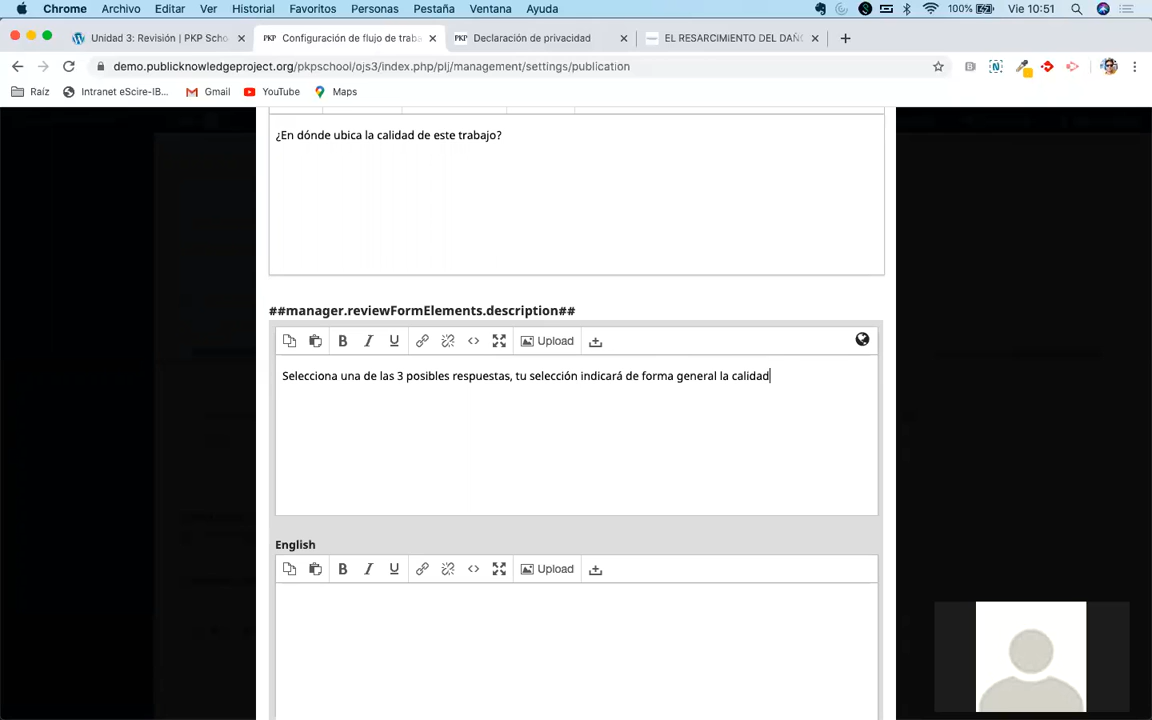 Chrome Archivo Editar Ver Historial Favoritos Personas Pestaña Ventana Ayuda 100% Vie 10:51
Unidad 3: Revisión | PKP Scho Configuración de flujo de traba Declaración de privacidad EL RESARCIMIENTO DEL DAÑO
demo.publicknowledgeproject.org/pkpschool/ojs3/index.php/plj/management/settings/publication
Raíz Intranet eScire-IB... Gmail YouTube Maps
¿En dónde ubica la calidad de este trabajo?
##manager.reviewFormElements.description##
B I U Upload
Selecciona una de las 3 posibles respuestas, tu selección indicará de forma general la calidad
English
B I U Upload